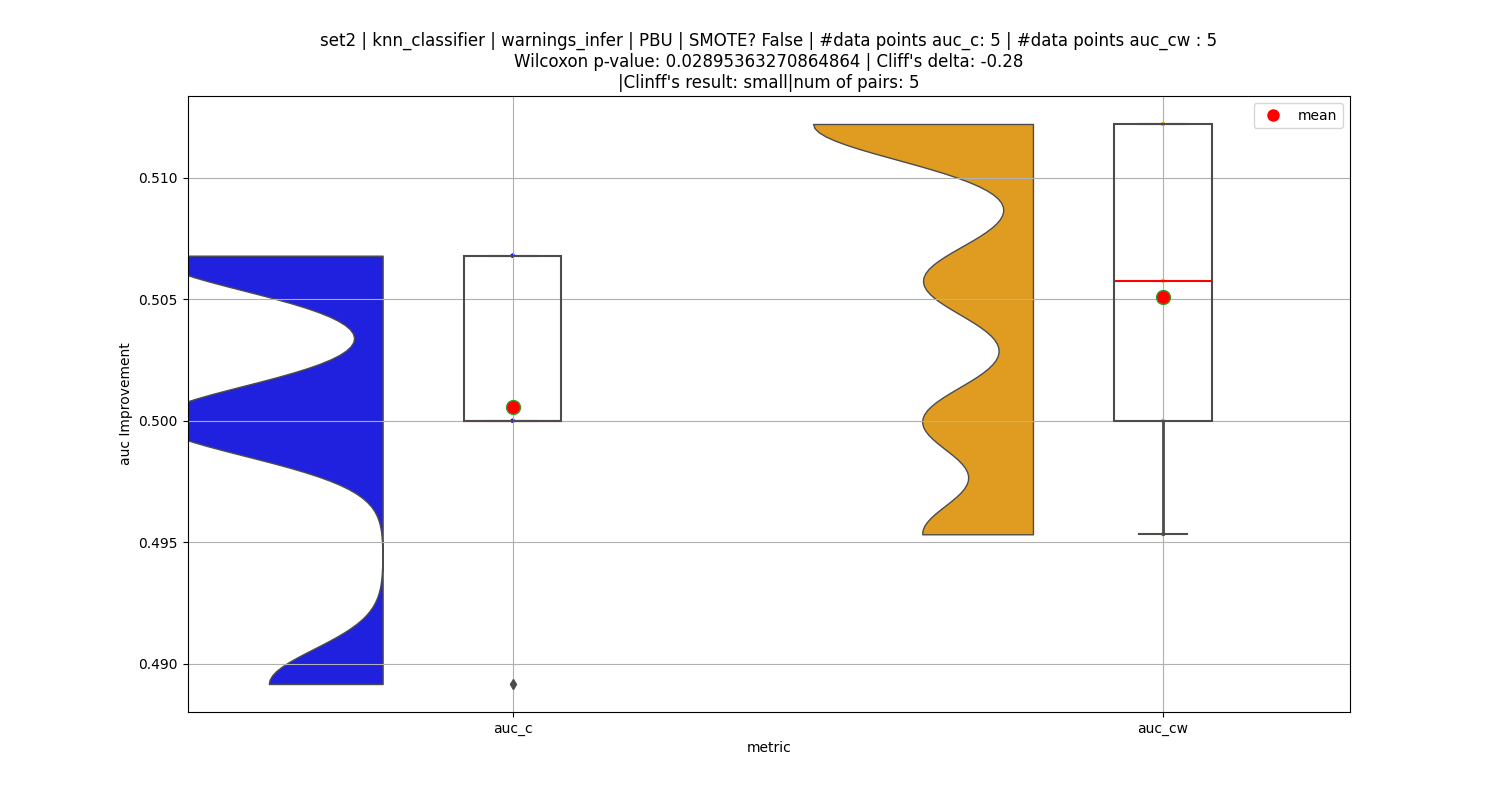 set2 | knn_classifier | warnings_infer | PBU | SMOTE? False | #data points auc_c: 5 | #data points auc_cw : 5
Wilcoxon p-value: 0.02895363270864864 | Cliff's delta: -0.28
|Clinff's result: small|num of pairs: 5
mean
0.510
0.505
0.500
0.495
0.490
auc Improvement
auc_c
auc_cw
metric